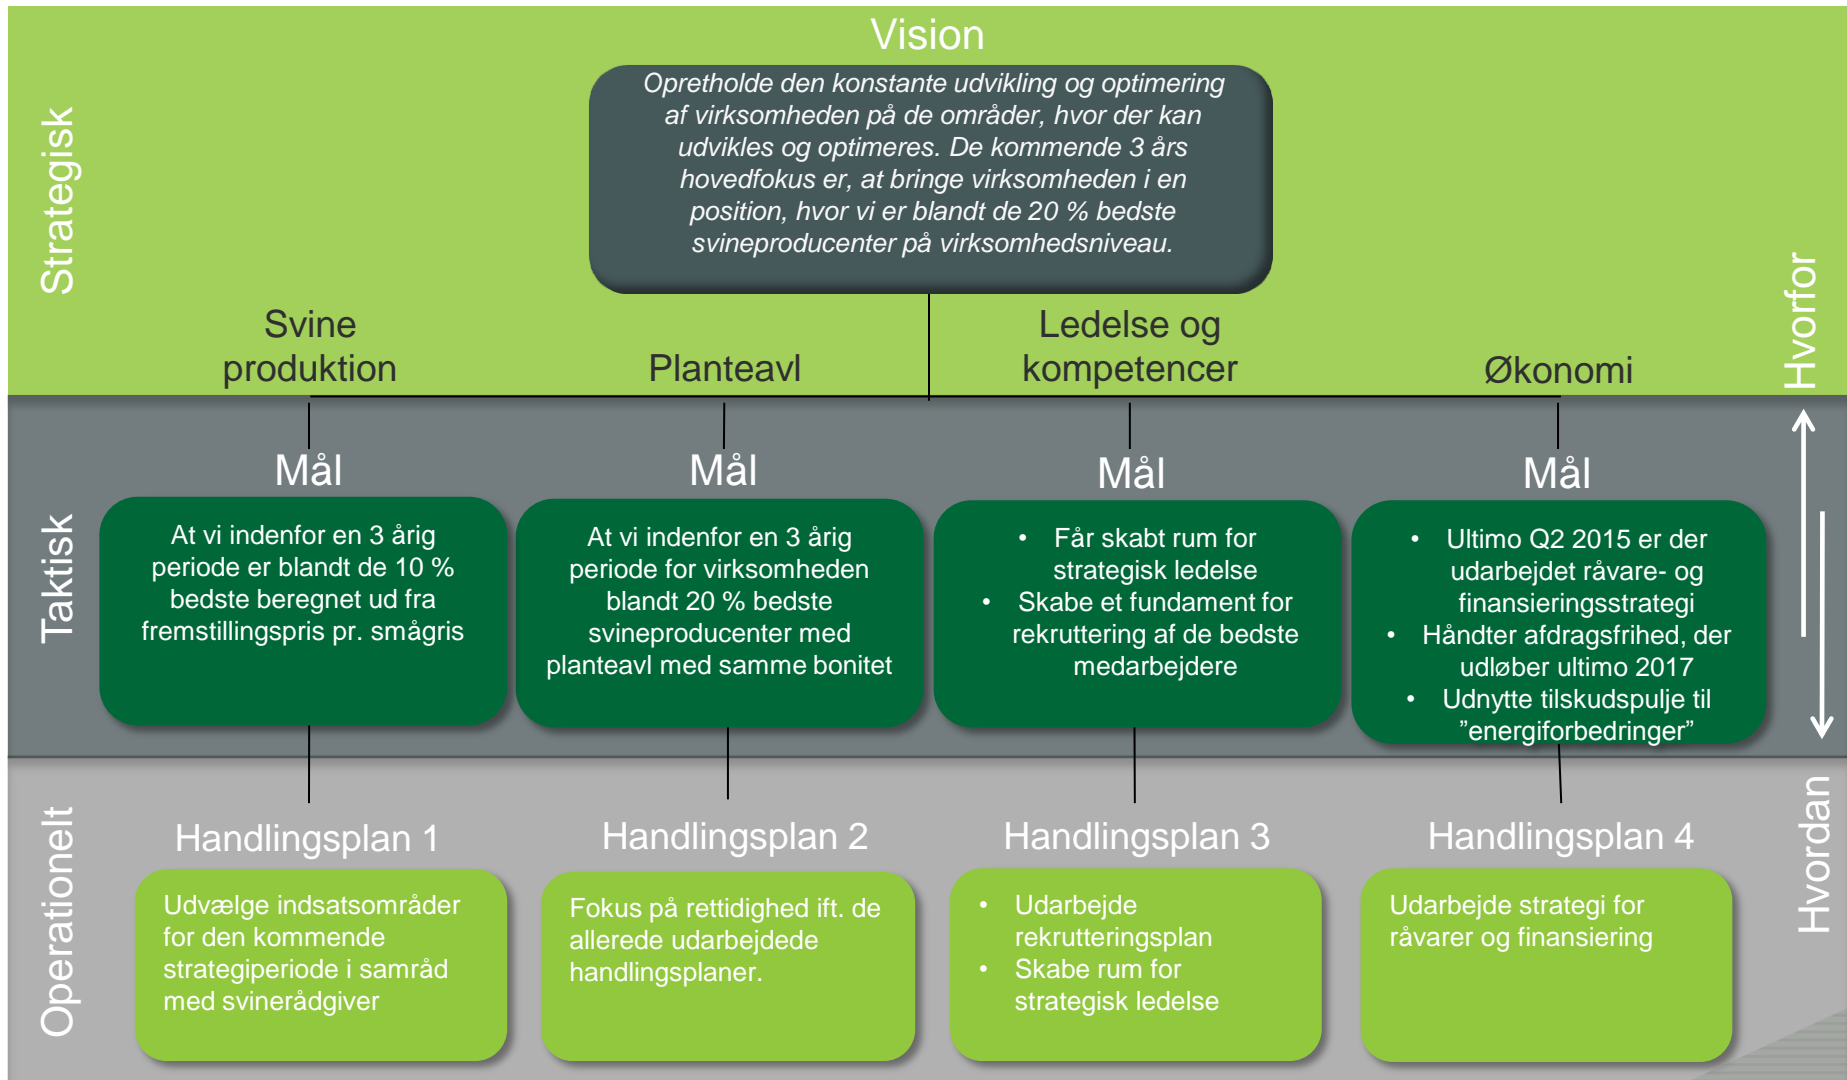 Strategisk
Vision
Opretholde den konstante udvikling og optimering
af virksomheden på de områder, hvor der kan
udvikles og optimeres. De kommende 3 års
hovedfokus er, at bringe virksomheden i en
position, hvor vi er blandt de 20 % bedste
svineproducenter på virksomhedsniveau.
Svine
produktion
Planteavl
Ledelse og
kompetencer
Økonomi
Hvorfor
Taktisk
Mål
At vi indenfor en 3 årig
periode er blandt de 10 %
bedste beregnet ud fra
fremstillingspris pr. smågris
Mål
At vi indenfor en 3 årig
periode for virksomheden
blandt 20 % bedste
svineproducenter med
planteavl med samme bonitet
Mål
• Får skabt rum for
strategisk ledelse
• Skabe et fundament for
rekruttering af de bedste
medarbejdere
Mål
• Ultimo Q2 2015 er der
udarbejdet råvare- og
finansieringsstrategi
• Håndter afdragsfrihed, der
udløber ultimo 2017
• Udnytte tilskudspulje til
”energiforbedringer”
Operationelt
Handlingsplan 1
Udvælge indsatsområder
for den kommende
strategiperiode i samråd
med svinerådgiver
Handlingsplan 2
Fokus på rettidighed ift. de
allerede udarbejdede
handlingsplaner.
Handlingsplan 3
• Udarbejde
rekrutteringsplan
• Skabe rum for
strategisk ledelse
Handlingsplan 4
Udarbejde strategi for
råvarer og finansiering
Hvordan